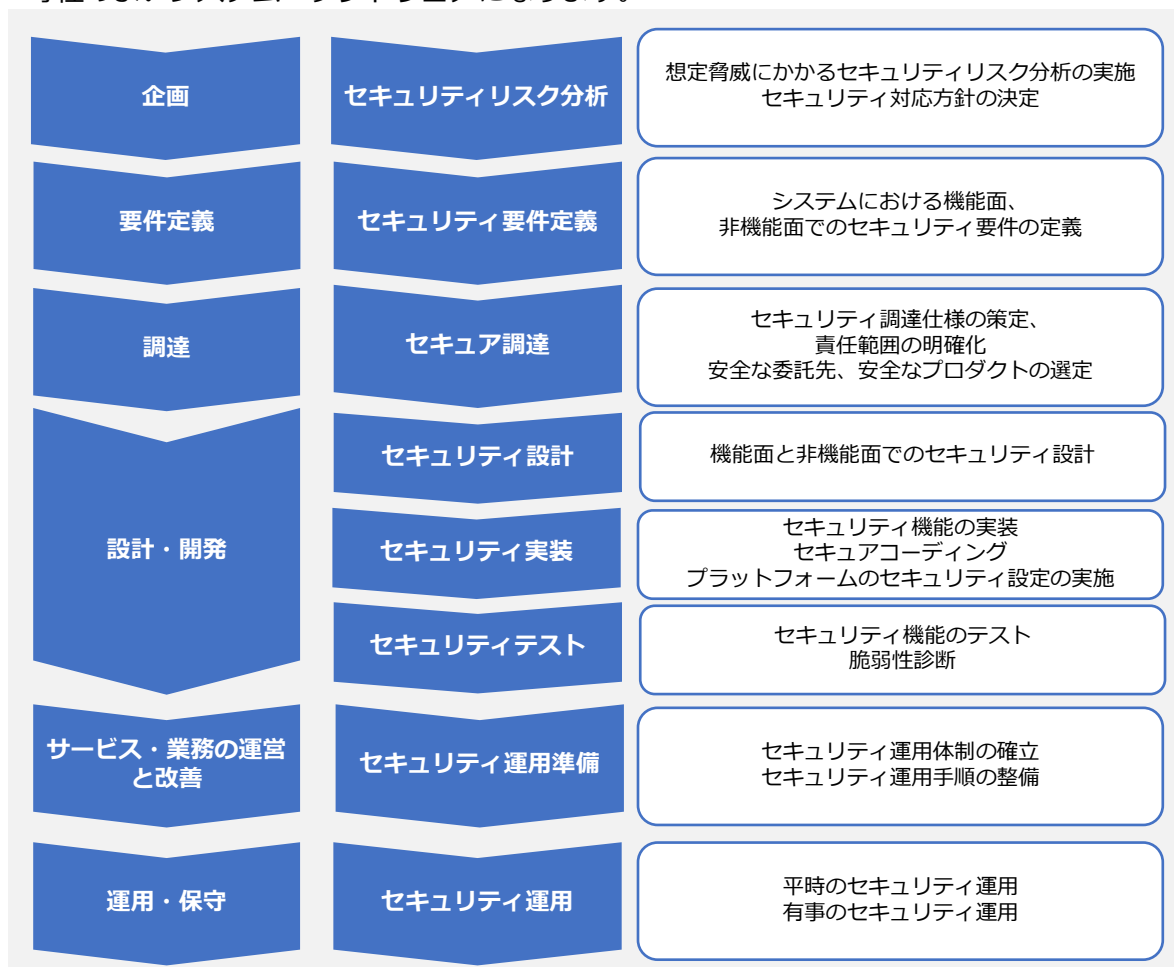 企画
セキュリティリスク分析
想定脅威にかかるセキュリティリスク分析の実施
セキュリティ対応方針の決定
要件定義
セキュリティ要件定義
システムにおける機能面、
非機能面でのセキュリティ要件の定義
調達
セキュア調達
セキュリティ調達仕様の策定、
責任範囲の明確化
安全な委託先、安全なプロダクトの選定
設計・開発
セキュリティ設計
機能面と非機能面でのセキュリティ設計
セキュリティ実装
セキュリティ機能の実装
セキュアコーディング
プラットフォームのセキュリティ設定の実施
セキュリティテスト
セキュリティ機能のテスト
脆弱性診断
サービス・業務の運営
と改善
セキュリティ運用準備
セキュリティ運用体制の確立
セキュリティ運用手順の整備
運用・保守
セキュリティ運用
平時のセキュリティ運用
有事のセキュリティ運用